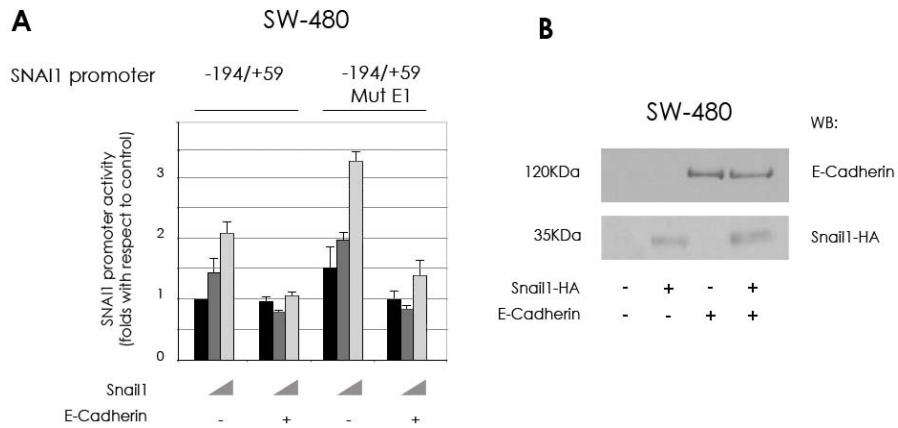 A
SW-480
SNAI1 promoter
-194/+59
-194/+59
Mut E1
SNAI1 promoter activity
(folds with respect to control)
3
2
1
0
Snail1
E-Cadherin
- + - +
B
SW-480
WB:
120KDa
E-Cadherin
35KDa
Snail1-HA
Snail1-HA - + - +
E-Cadherin - - + +